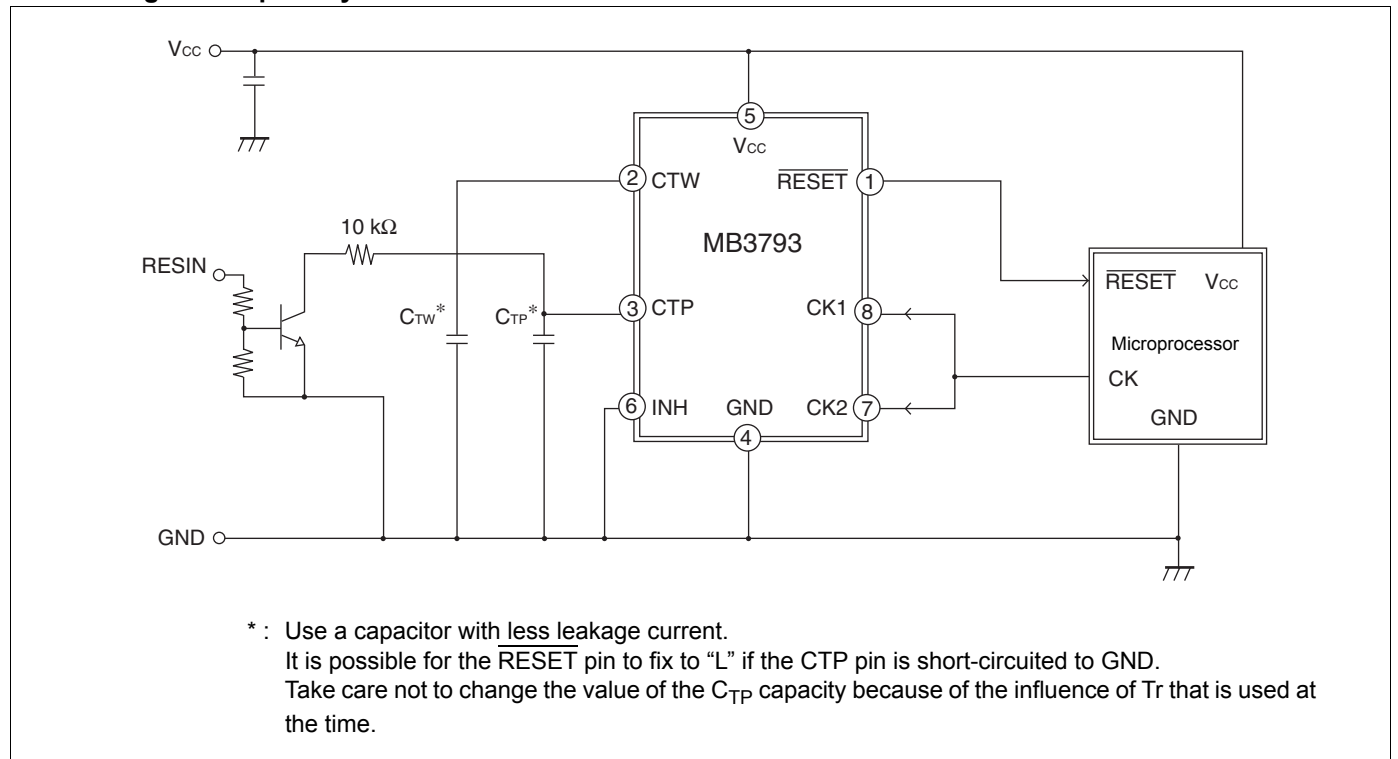 Vcc
5
Vcc
2 CTW
RESET 1
10 kΩ
MB3793
RESIN
RESET Vcc
CTW*
CTP*
3 CTP
CK1 8
Microprocessor
CK
6 INH
GND
CK2 7
GND
4
GND
* : Use a capacitor with less leakage current.
It is possible for the RESET pin to fix to “L” if the CTP pin is short-circuited to GND.
Take care not to change the value of the CTP capacity because of the influence of Tr that is used at
the time.